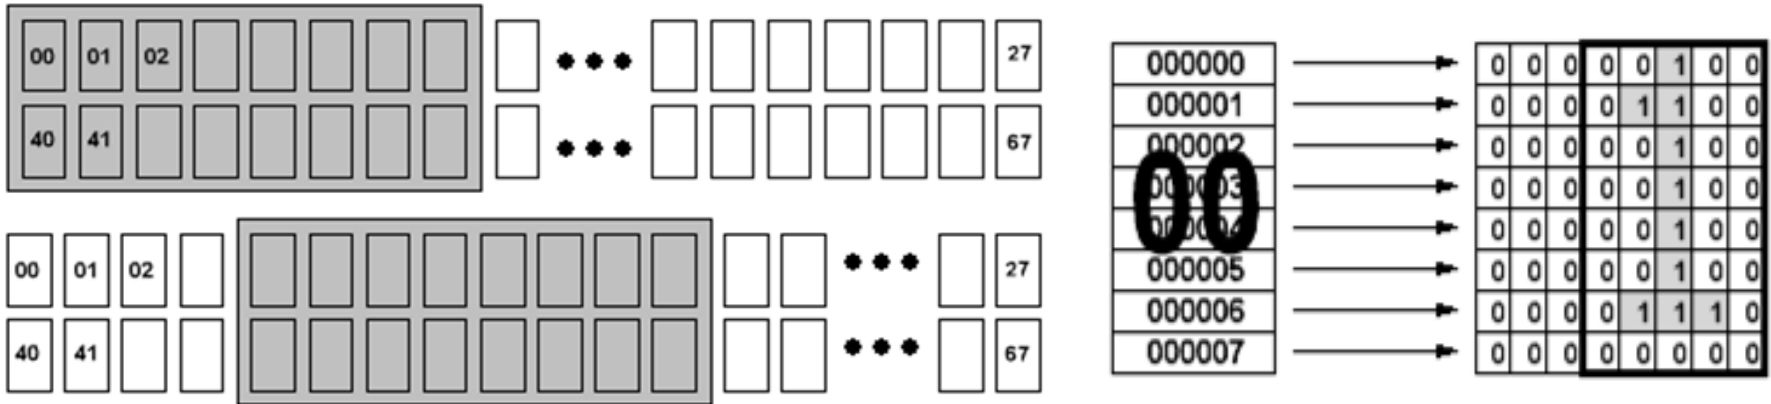 00 01 02 27
40 41 67
00 01 02 27
40 41 67
000000 0 0 0 0 0 1 0 0
000001 0 0 0 0 1 1 0 0
000002 0 0 0 0 0 1 0 0
000003 0 0 0 0 0 1 0 0
000004 0 0 0 0 0 1 0 0
000005 0 0 0 0 0 1 0 0
000006 0 0 0 0 1 1 1 0
000007 0 0 0 0 0 0 0 0
00